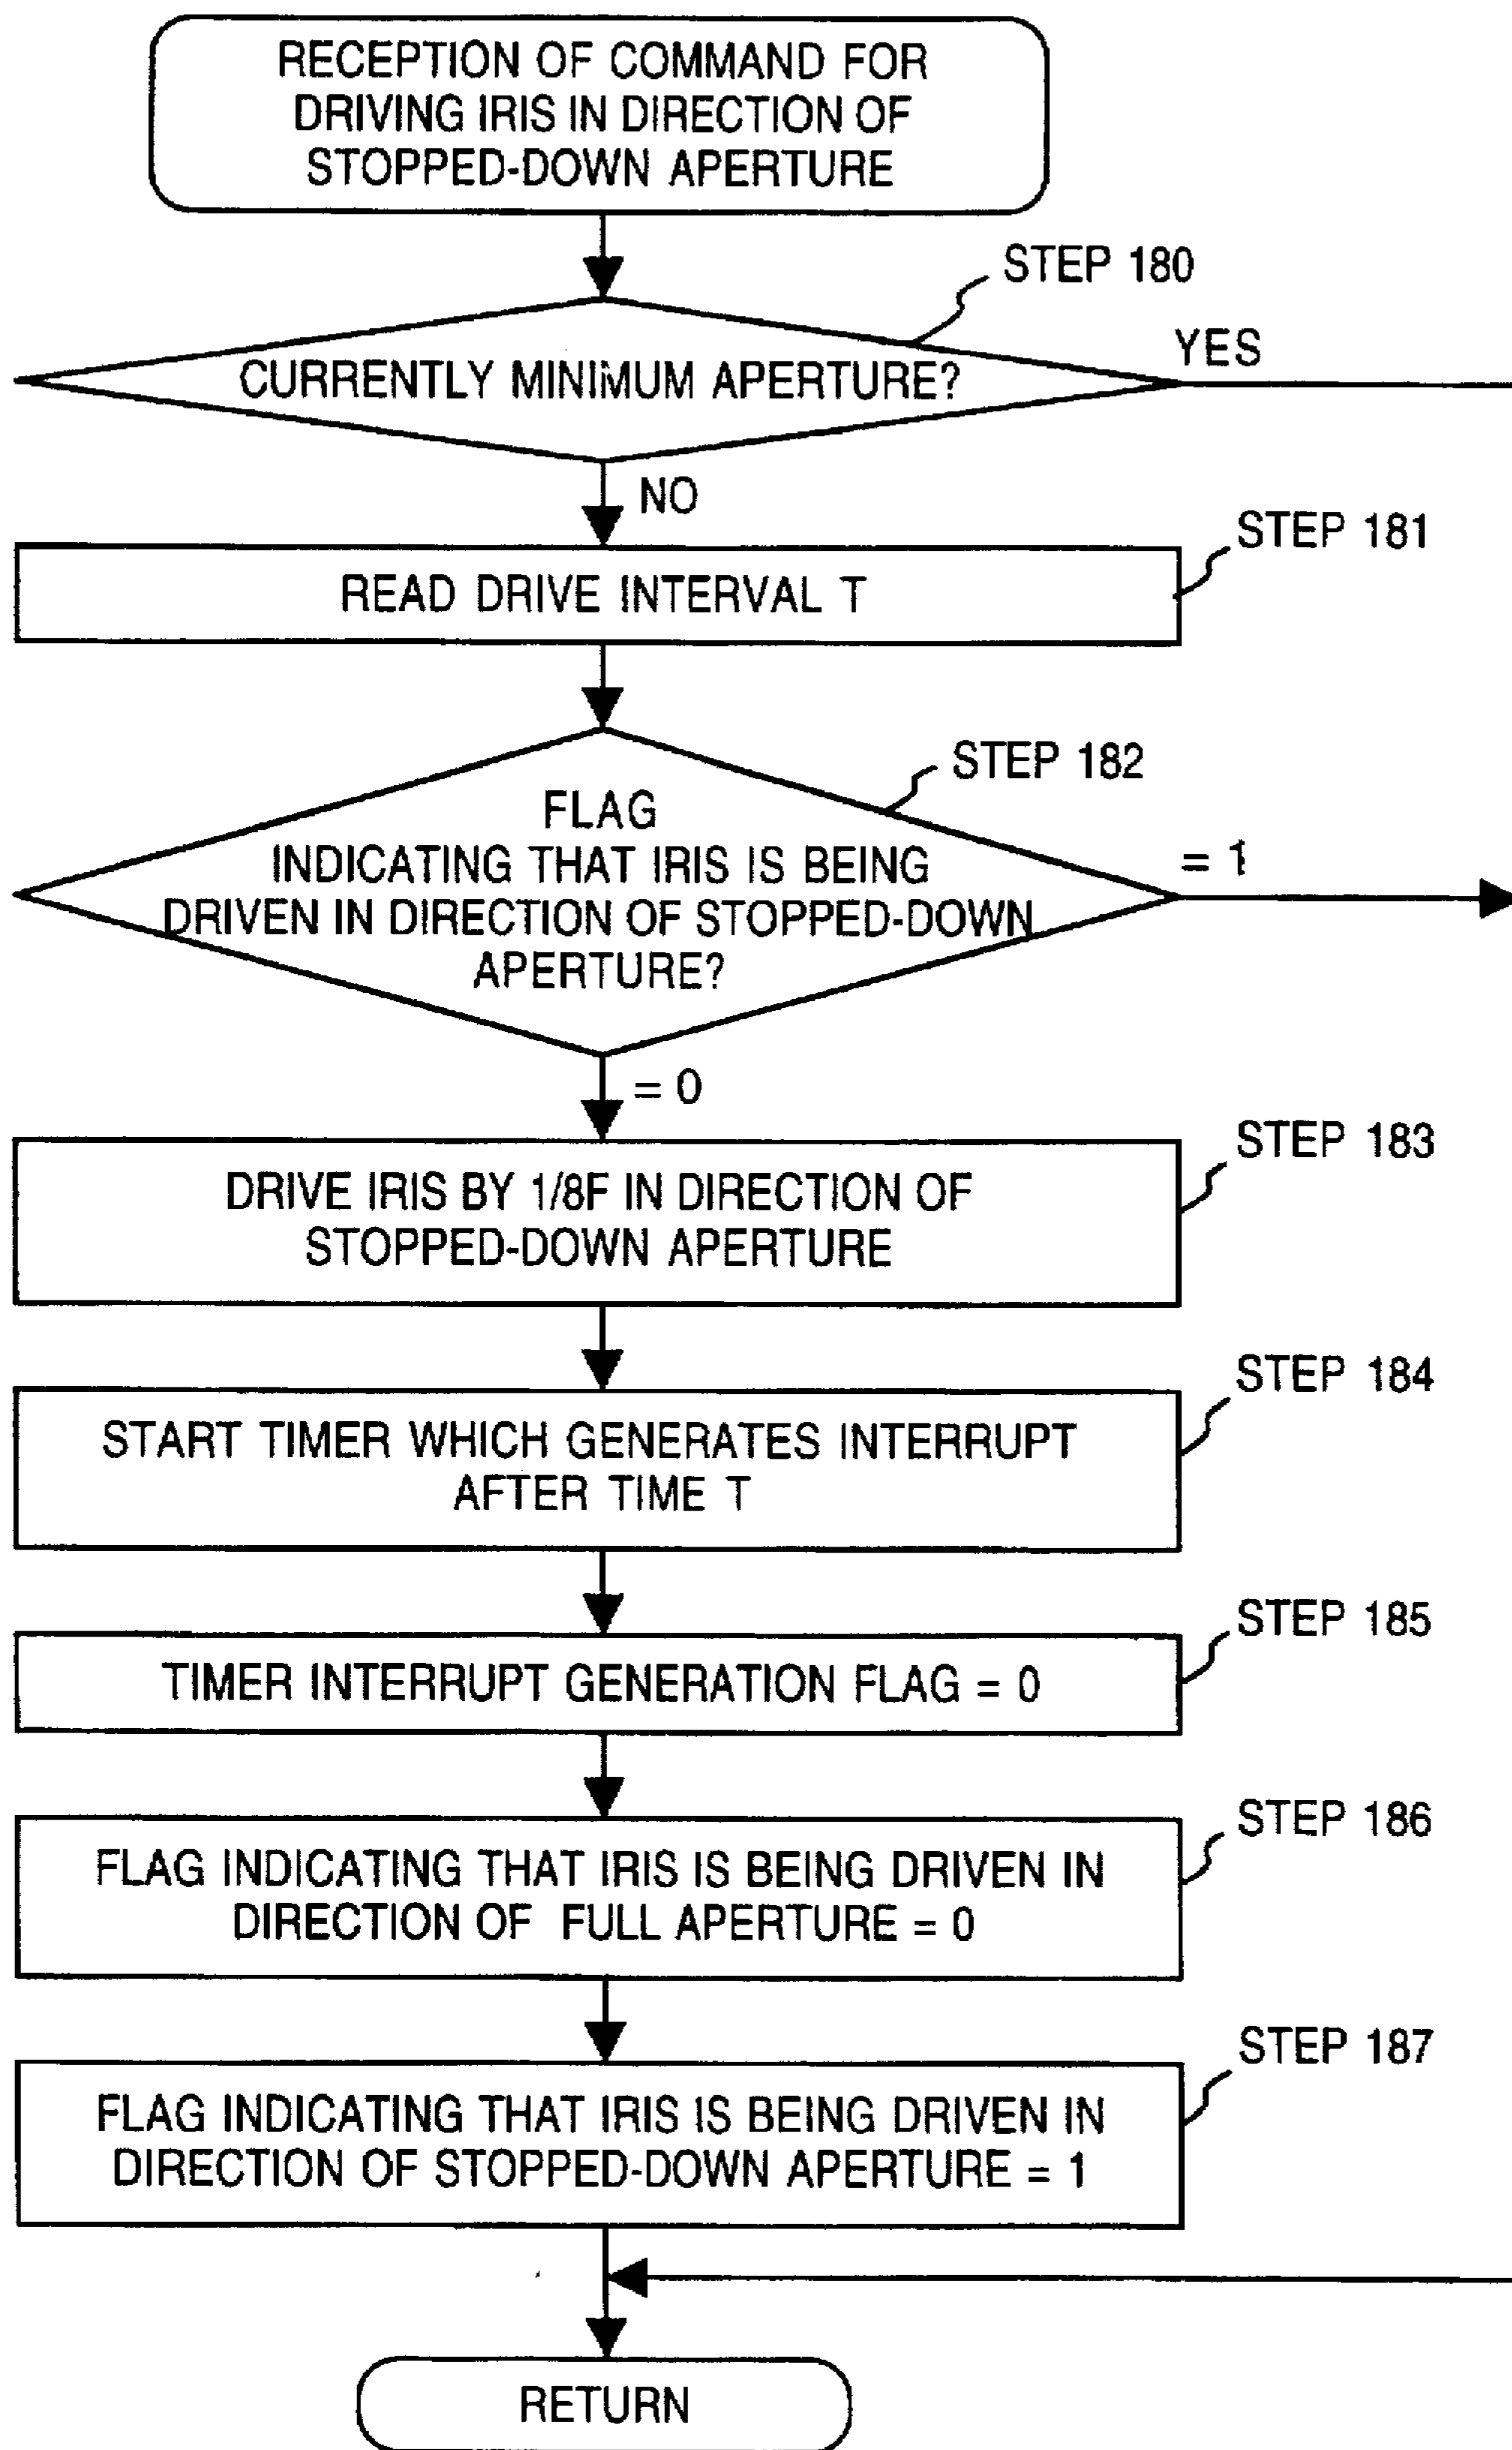 RECEPTION OF COMMAND FOR
DRIVING IRIS IN DIRECTION OF
STOPPED-DOWN APERTURE
STEP 180
CURRENTLY MINIMUM APERTURE?
YES
NO
STEP 181
READ DRIVE INTERVAL T
STEP 182
FLAG
INDICATING THAT IRIS IS BEING
DRIVEN IN DIRECTION OF STOPPED-DOWN
APERTURE?
= 1
= 0
STEP 183
DRIVE IRIS BY 1/8F IN DIRECTION OF
STOPPED-DOWN APERTURE
STEP 184
START TIMER WHICH GENERATES INTERRUPT
AFTER TIME T
STEP 185
TIMER INTERRUPT GENERATION FLAG = 0
STEP 186
FLAG INDICATING THAT IRIS IS BEING DRIVEN IN
DIRECTION OF FULL APERTURE = 0
STEP 187
FLAG INDICATING THAT IRIS IS BEING DRIVEN IN
DIRECTION OF STOPPED-DOWN APERTURE = 1
RETURN